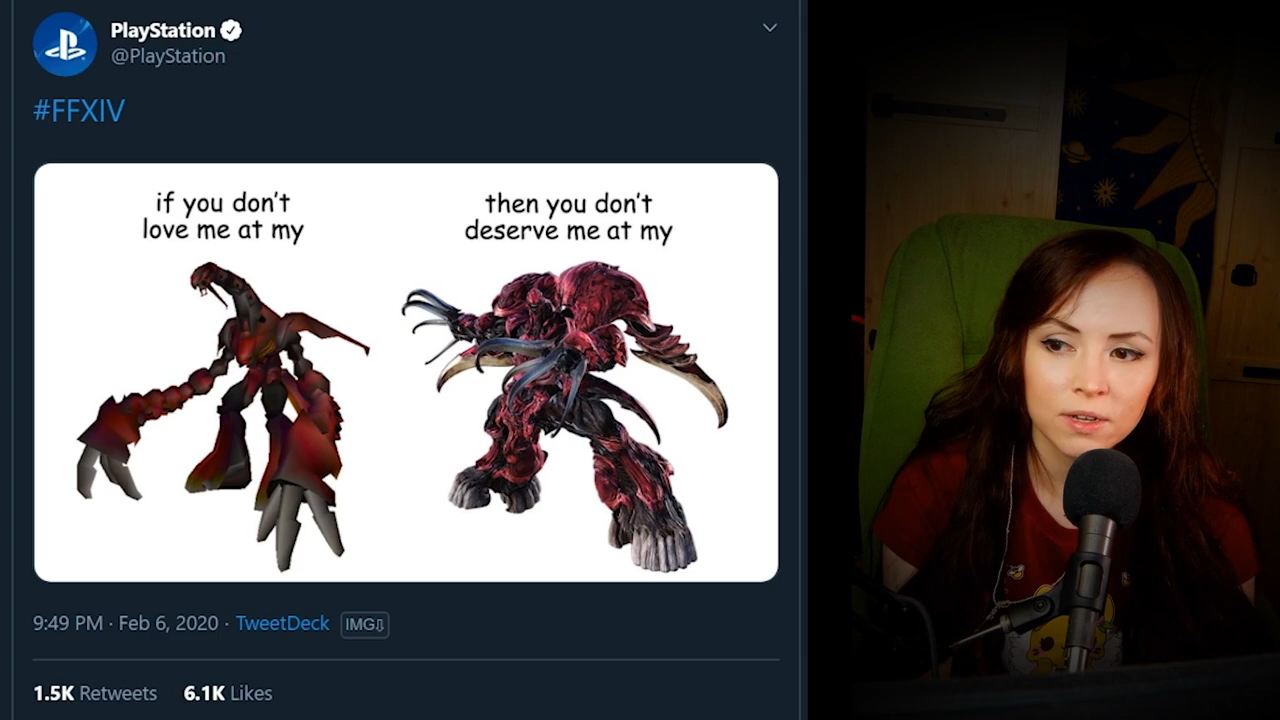 PlayStation
@PlayStation
#FFXIV
if you don't
love me at my
then you don't
deserve me at my
9:49 PM · Feb 6, 2020 · TweetDeck IMG⇩
1.5K Retweets 6.1K Likes